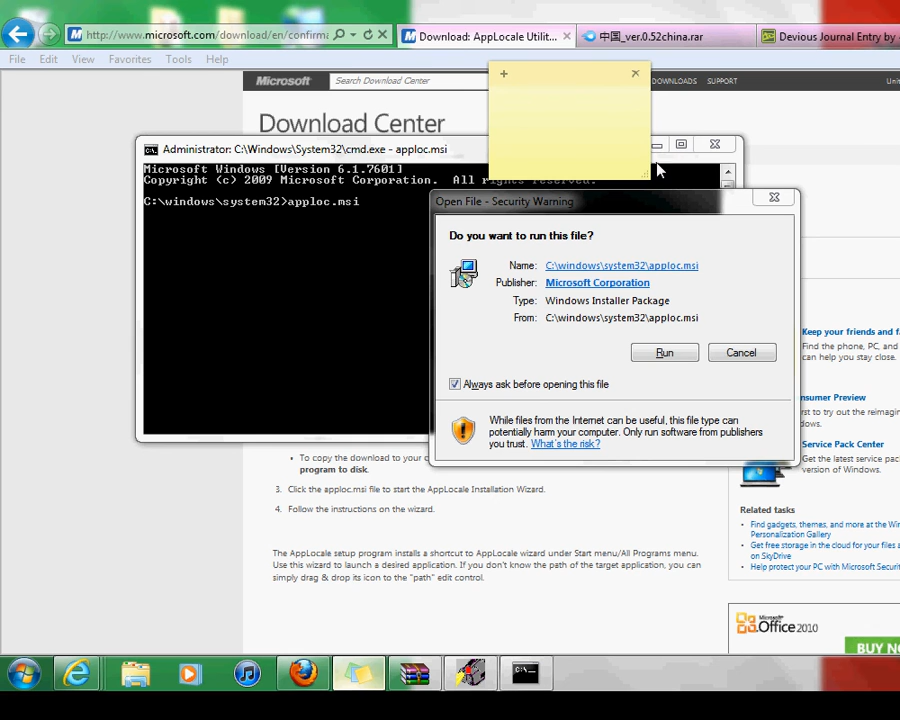 http://www.microsoft.com/download/en/confirma
Download: AppLocale Utilit...
中国_ver.0.52china.rar
Devious Journal Entry by
File Edit View Favorites Tools Help
Microsoft
Search Download Center
DOWNLOADS SUPPORT
Download Center
Administrator: C:\Windows\System32\cmd.exe - apploc.msi
Microsoft Windows [Version 6.1.7601]
Copyright (c) 2009 Microsoft Corporation. All rights reserved.
C:\windows\system32>apploc.msi
Open File - Security Warning
Do you want to run this file?
Name: C:\windows\system32\apploc.msi
Publisher: Microsoft Corporation
Type: Windows Installer Package
From: C:\windows\system32\apploc.msi
Run Cancel
Always ask before opening this file
While files from the Internet can be useful, this file type can
potentially harm your computer. Only run software from publishers
you trust. What's the risk?
Keep your friends and
Find the phone, PC, and
can help you stay close.
Consumer Preview
first to try out the
Service Pack Center
Get the latest service
version of Windows.
To copy the download to your
program to disk.
3. Click the apploc.msi file to start the AppLocale Installation Wizard.
4. Follow the instructions on the wizard.
The AppLocale setup program installs a shortcut to AppLocale wizard under Start menu/All Programs menu.
Use this wizard to launch a desired application. If you don't know the path of the target application, you can
simply drag & drop its icon to the "path" edit control.
Related tasks
Find gadgets, themes, and more at the
Personalization Gallery
Get free storage in the cloud for your files
on SkyDrive
Help protect your PC with Microsoft
Microsoft
Office 2010
BUY